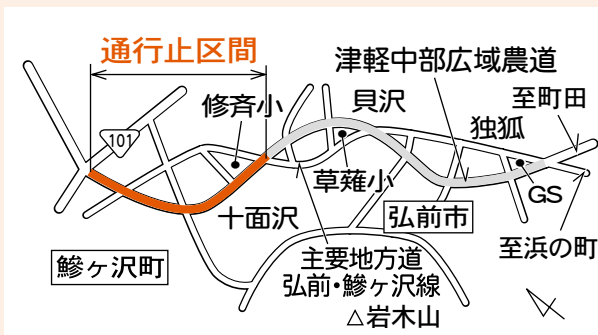 通行止区間
津軽中部広域農道
101
修斉小
貝沢
至町田
独狐
草薙小
GS
十面沢
弘前市
至浜の町
鰺ヶ沢町
主要地方道
弘前・鰺ヶ沢線
△岩木山